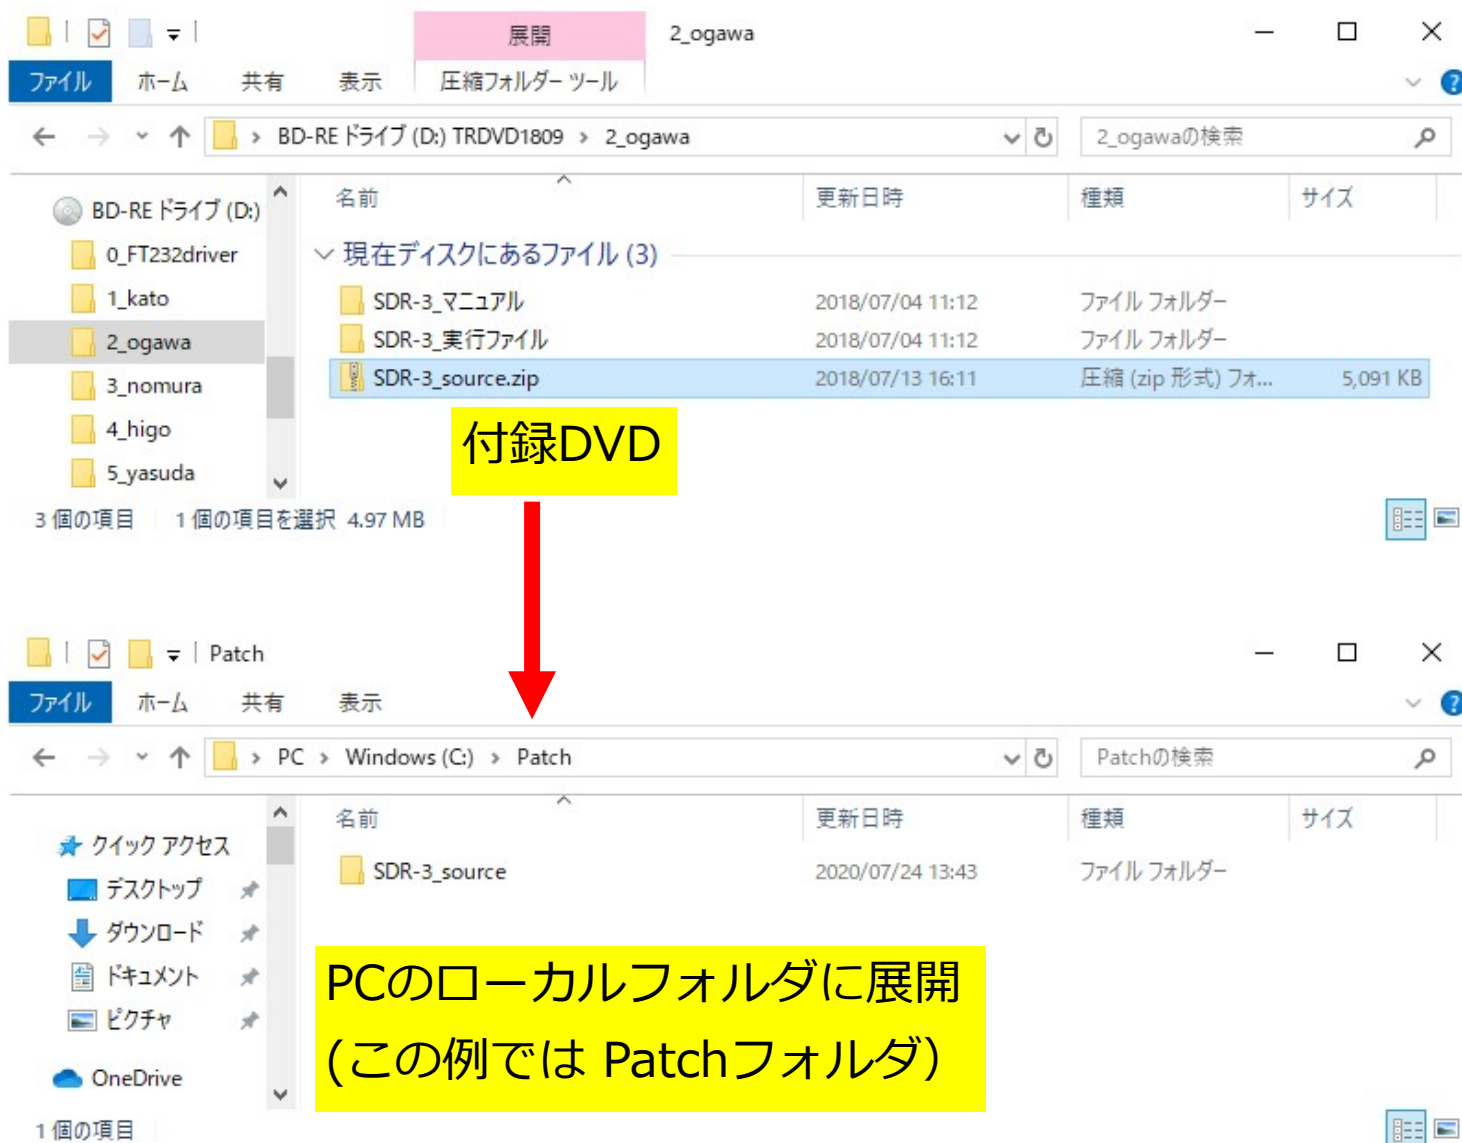 展開
2_ogawa
ファイル ホーム 共有 表示 圧縮フォルダー ツール
BD-RE ドライブ (D:) TRDVD1809 › 2_ogawa
2_ogawaの検索
BD-RE ドライブ (D:)
0_FT232driver
1_kato
2_ogawa
3_nomura
4_higo
5_yasuda
名前 更新日時 種類 サイズ
現在ディスクにあるファイル (3)
SDR-3_マニュアル 2018/07/04 11:12 ファイル フォルダー
SDR-3_実行ファイル 2018/07/04 11:12 ファイル フォルダー
SDR-3_source.zip 2018/07/13 16:11 圧縮 (zip 形式) フォ... 5,091 KB
付録DVD
3 個の項目 1 個の項目を選択 4.97 MB
Patch
ファイル ホーム 共有 表示
PC › Windows (C:) › Patch
Patchの検索
クイック アクセス
デスクトップ
ダウンロード
ドキュメント
ピクチャ
OneDrive
名前 更新日時 種類 サイズ
SDR-3_source 2020/07/24 13:43 ファイル フォルダー
PCのローカルフォルダに展開
(この例では Patchフォルダ）
1 個の項目